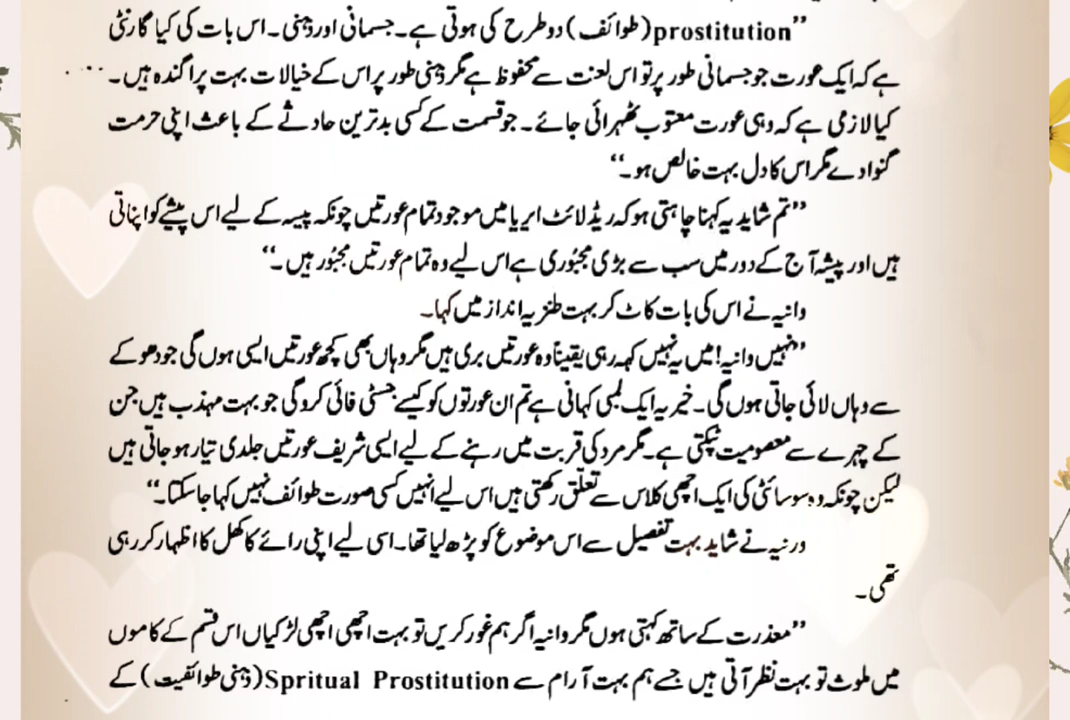 ”prostitution(طوائف) دو طرح کی ہوتی ہے۔ جسمانی اور ذہنی۔ اس بات کی کیا گارنٹی
ہے کہ ایک عورت جو جسمانی طور پر تو اس لعنت سے محفوظ ہے مگر ذہنی طور پر اس کے خیالات بہت پراگندہ ہیں۔
کیا لازمی ہے کہ وہی عورت معتوب ٹھہرائی جائے۔ جو قسمت کے کسی بدترین حادثے کے باعث اپنی حرمت
گنوا دے مگر اس کا دل بہت خالص ہو۔“
”تم شاید یہ کہنا چاہتی ہو کہ ریڈ لائٹ ایریا میں موجود تمام عورتیں چونکہ پیسہ کے لیے اس پیشے کو اپناتی
ہیں اور پیشہ آج کے دور میں سب سے بڑی مجبُوری ہے اس لیے وہ تمام عورتیں مجبُور ہیں۔“
وانیہ نے اس کی بات کاٹ کر بہت طنزیہ انداز میں کہا۔
”نہیں وانیہ! میں یہ نہیں کہہ رہی یقیناً وہ عورتیں بری ہیں مگر وہاں بھی کچھ عورتیں ایسی ہوں گی جو دھوکے
سے وہاں لائی جاتی ہوں گی۔ خیر یہ ایک لمبی کہانی ہے تم ان عورتوں کو کیسے جسٹی فائی کرو گی جو بہت مہذب ہیں جن
کے چہرے سے معصومیت ٹپکتی ہے۔ مگر مرد کی قربت میں رہنے کے لیے ایسی شریف عورتیں جلدی تیار ہو جاتی ہیں
لیکن چونکہ وہ سوسائٹی کی ایک اچھی کلاس سے تعلّق رکھتی ہیں اس لیے انہیں کسی صورت طوائف نہیں کہا جا سکتا۔“
ورنیہ نے شاید بہت تفصیل سے اس موضوع کو پڑھ لیا تھا۔ اسی لیے اپنی رائے کا کھل کا اظہار کر رہی
تھی۔
”معذرت کے ساتھ کہتی ہوں مگر وانیہ اگر ہم غور کریں تو بہت اچھی اچھی لڑکیاں اس قسم کے کاموں
میں ملوث تو بہت نظر آتی ہیں جسے ہم بہت آرام سے Spritual Prostitution(ذہنی طوائفیت) کے